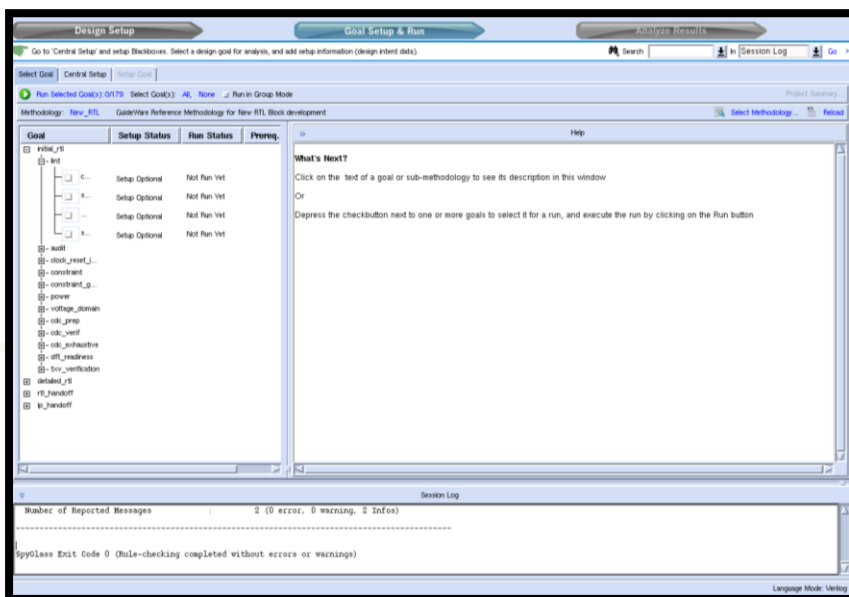 Design Setup
Goal Setup & Run
Analyze Results
Go to 'Central Setup' and setup Blackboxes. Select a design goal for analysis, and add setup information (design intent data).
Search
In Session Log
Go
Select Goal
Central Setup
Setup Goal
Run Selected Goal(s): 0/179 Select Goal(s): All, None Run in Group Mode
Project Summary...
Methodology: New_RTL GuideWare Reference Methodology for New RTL Block development
Select Methodology...
Reload
Goal Setup Status Run Status Prereq.
initial_rtl
lint
c... Setup Optional Not Run Yet
s... Setup Optional Not Run Yet
... Setup Optional Not Run Yet
s... Setup Optional Not Run Yet
audit
clock_reset_i...
constraint
constraint_g...
power
voltage_domain
cdc_prep
cdc_verif
cdc_exhaustive
dft_readiness
txv_verification
detailed_rtl
rtl_handoff
ip_handoff
Help
What's Next?
Click on the text of a goal or sub-methodology to see its description in this window
Or
Depress the checkbutton next to one or more goals to select it for a run, and execute the run by clicking on the Run button
Session Log
Number of Reported Messages : 2 (0 error, 0 warning, 2 Infos)
--------------------------------------------------------------------------------
SpyGlass Exit Code 0 (Rule-checking completed without errors or warnings)
Language Mode: Verilog